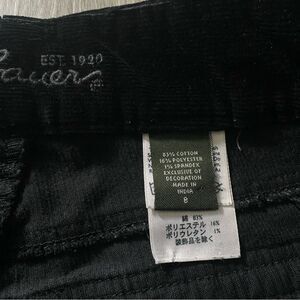 EST. 1920
Bauer
83% COTTON
16% POLYESTER
1% SPANDEX
EXCLUSIVE OF
DECORATION
MADE IN
INDIA
8
綿 83%
ポリエステル 16%
ポリウレタン 1%
装飾品を除く